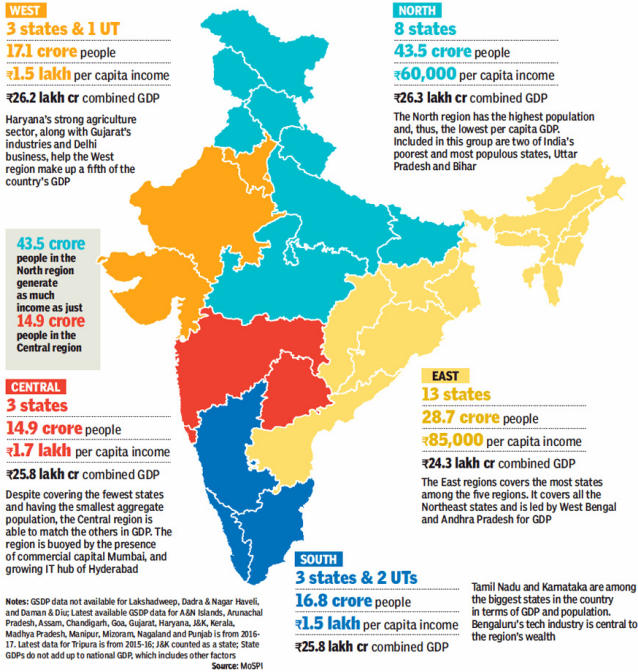 WEST
3 states & 1 UT
17.1 crore people
₹1.5 lakh per capita income
₹26.2 lakh cr combined GDP
Haryana's strong agriculture
sector, along with Gujarat's
industries and Delhi
business, help the West
region make up a fifth of the
country's GDP
NORTH
8 states
43.5 crore people
₹60,000 per capita income
₹26.3 lakh cr combined GDP
The North region has the highest population
and, thus, the lowest per capita GDP.
Included in this group are two of India's
poorest and most populous states, Uttar
Pradesh and Bihar
43.5 crore
people in the
North region
generate
as much
income as just
14.9 crore
people in the
Central region
CENTRAL
3 states
14.9 crore people
₹1.7 lakh per capita income
₹25.8 lakh cr combined GDP
Despite covering the fewest states
and having the smallest aggregate
population, the Central region is
able to match the others in GDP. The
region is buoyed by the presence
of commercial capital Mumbai, and
growing IT hub of Hyderabad
EAST
13 states
28.7 crore people
₹85,000 per capita income
₹24.3 lakh cr combined GDP
The East regions covers the most states
among the five regions. It covers all the
Northeast states and is led by West Bengal
and Andhra Pradesh for GDP
SOUTH
3 states & 2 UTs
16.8 crore people
₹1.5 lakh per capita income
₹25.8 lakh cr combined GDP
Tamil Nadu and Karnataka are among
the biggest states in the country
in terms of GDP and population.
Bengaluru's tech industry is central to
the region's wealth
Notes: GSDP data not available for Lakshadweep, Dadra & Nagar Haveli,
and Daman & Diu; Latest available GSDP data for A&N Islands, Arunachal
Pradesh, Assam, Chandigarh, Goa, Gujarat, Haryana, J&K, Kerala,
Madhya Pradesh, Manipur, Mizoram, Nagaland and Punjab is from 2016-
17. Latest data for Tripura is from 2015-16; J&K counted as a state; State
GDPs do not add up to national GDP, which includes other factors
Source: MoSPI